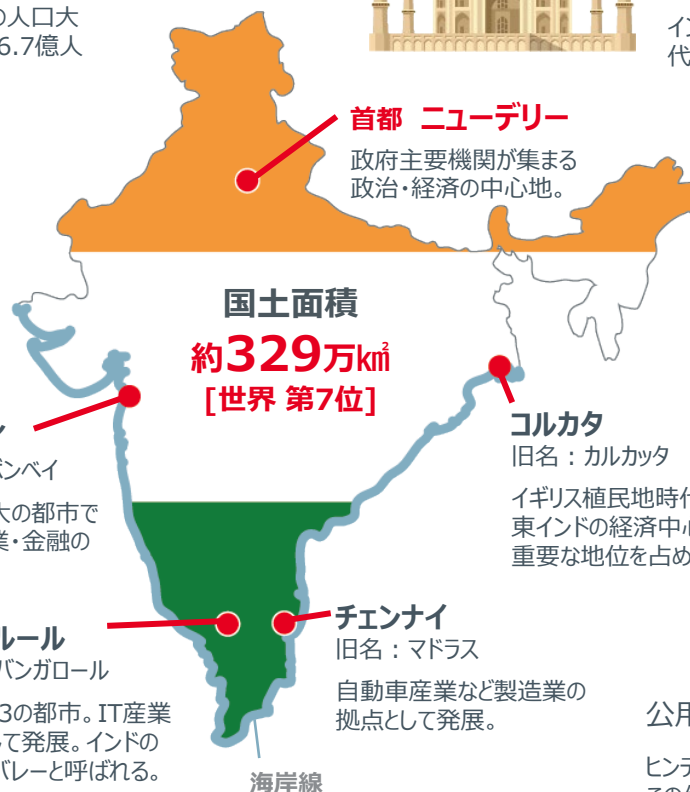 の人口大
6.7億人
イン
代
首都 ニューデリー
政府主要機関が集まる
政治・経済の中心地。
国土面積
約329万㎢
[世界 第7位]
ボンベイ
大の都市で
業・金融の
コルカタ
旧名：カルカッタ
イギリス植民地時代
東インドの経済中心
重要な地位を占め
ルール
バンガロール
3の都市。IT産業
して発展。インドの
バレーと呼ばれる。
チェンナイ
旧名：マドラス
自動車産業など製造業の
拠点として発展。
海岸線
公用
ヒンデ